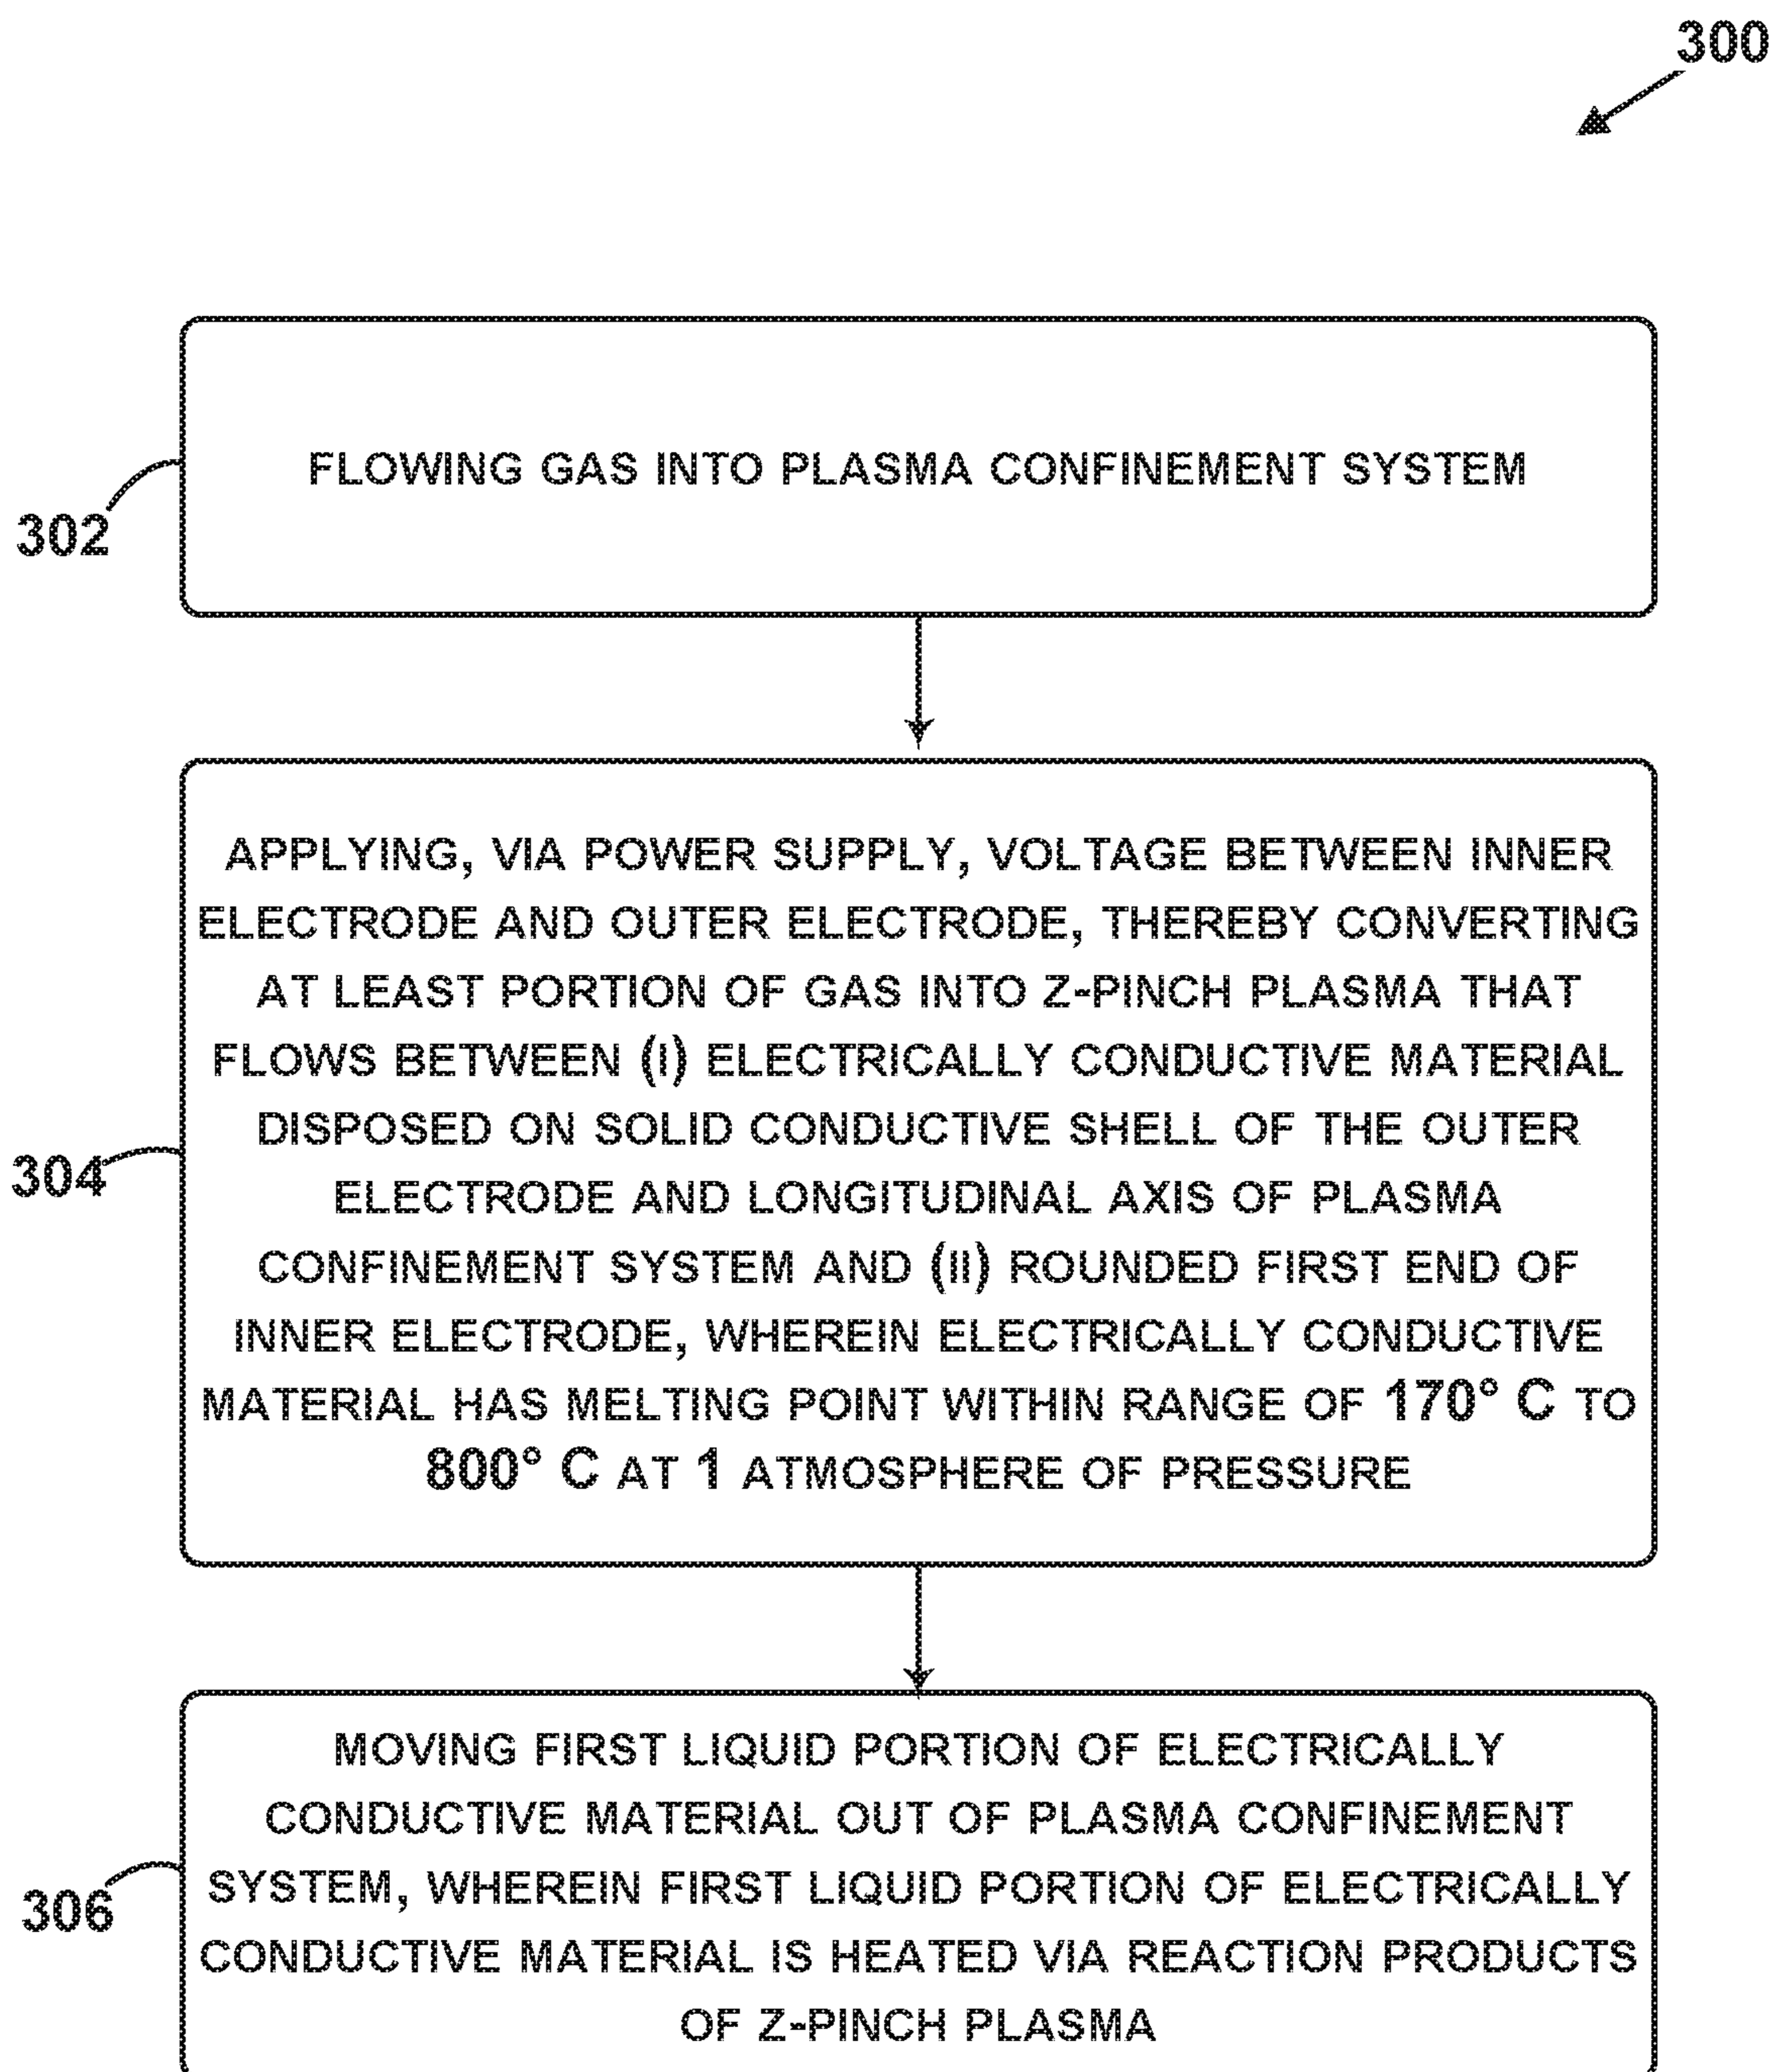 300
FLOWING GAS INTO PLASMA CONFINEMENT SYSTEM
302
APPLYING, VIA POWER SUPPLY, VOLTAGE BETWEEN INNER
ELECTRODE AND OUTER ELECTRODE, THEREBY CONVERTING
AT LEAST PORTION OF GAS INTO Z-PINCH PLASMA THAT
FLOWS BETWEEN (I) ELECTRICALLY CONDUCTIVE MATERIAL
DISPOSED ON SOLID CONDUCTIVE SHELL OF THE OUTER
ELECTRODE AND LONGITUDINAL AXIS OF PLASMA
CONFINEMENT SYSTEM AND (II) ROUNDED FIRST END OF
INNER ELECTRODE, WHEREIN ELECTRICALLY CONDUCTIVE
MATERIAL HAS MELTING POINT WITHIN RANGE OF 170° C TO
800° C AT 1 ATMOSPHERE OF PRESSURE
304
MOVING FIRST LIQUID PORTION OF ELECTRICALLY
CONDUCTIVE MATERIAL OUT OF PLASMA CONFINEMENT
SYSTEM, WHEREIN FIRST LIQUID PORTION OF ELECTRICALLY
CONDUCTIVE MATERIAL IS HEATED VIA REACTION PRODUCTS
OF Z-PINCH PLASMA
306